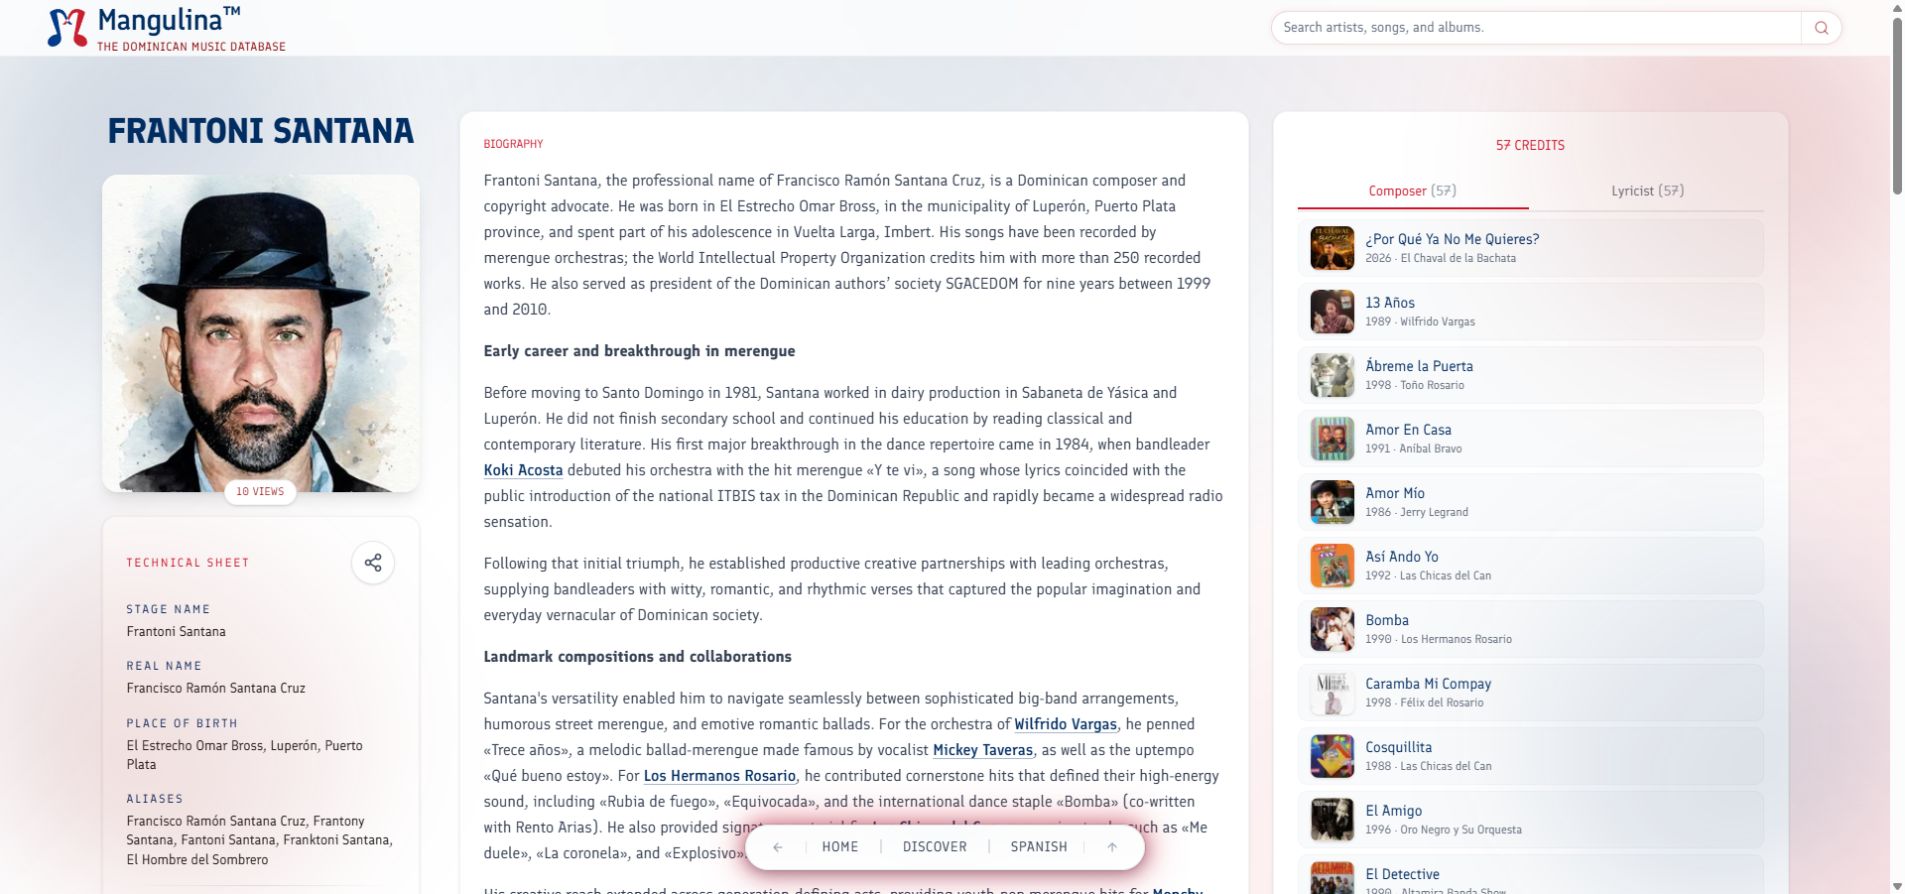 Mangulina™
THE DOMINICAN MUSIC DATABASE
Search artists, songs, and albums.
FRANTONI SANTANA
10 VIEWS
TECHNICAL SHEET
STAGE NAME
Frantoni Santana
REAL NAME
Francisco Ramón Santana Cruz
PLACE OF BIRTH
El Estrecho Omar Bross, Luperón, Puerto
Plata
ALIASES
Francisco Ramón Santana Cruz, Frantony
Santana, Fantoni Santana, Franktoni Santana,
El Hombre del Sombrero
BIOGRAPHY
Frantoni Santana, the professional name of Francisco Ramón Santana Cruz, is a Dominican composer and
copyright advocate. He was born in El Estrecho Omar Bross, in the municipality of Luperón, Puerto Plata
province, and spent part of his adolescence in Vuelta Larga, Imbert. His songs have been recorded by
merengue orchestras; the World Intellectual Property Organization credits him with more than 250 recorded
works. He also served as president of the Dominican authors’ society SGACEDOM for nine years between 1999
and 2010.
Early career and breakthrough in merengue
Before moving to Santo Domingo in 1981, Santana worked in dairy production in Sabaneta de Yásica and
Luperón. He did not finish secondary school and continued his education by reading classical and
contemporary literature. His first major breakthrough in the dance repertoire came in 1984, when bandleader
Koki Acosta debuted his orchestra with the hit merengue «Y te vi», a song whose lyrics coincided with the
public introduction of the national ITBIS tax in the Dominican Republic and rapidly became a widespread radio
sensation.
Following that initial triumph, he established productive creative partnerships with leading orchestras,
supplying bandleaders with witty, romantic, and rhythmic verses that captured the popular imagination and
everyday vernacular of Dominican society.
Landmark compositions and collaborations
Santana's versatility enabled him to navigate seamlessly between sophisticated big-band arrangements,
humorous street merengue, and emotive romantic ballads. For the orchestra of Wilfrido Vargas, he penned
«Trece años», a melodic ballad-merengue made famous by vocalist Mickey Taveras, as well as the uptempo
«Qué bueno estoy». For Los Hermanos Rosario, he contributed cornerstone hits that defined their high-energy
sound, including «Rubia de fuego», «Equivocada», and the international dance staple «Bomba» (co-written
with Rento Arias). He also provided such as «Me
duele», «La coronela», and «Explosivo».
HOME
DISCOVER
SPANISH
57 CREDITS
Composer (57)
Lyricist (57)
¿Por Qué Ya No Me Quieres?
2026 · El Chaval de la Bachata
13 Años
1989 · Wilfrido Vargas
Ábreme la Puerta
1998 · Toño Rosario
Amor En Casa
1991 · Aníbal Bravo
Amor Mío
1986 · Jerry Legrand
Así Ando Yo
1992 · Las Chicas del Can
Bomba
1990 · Los Hermanos Rosario
Caramba Mi Compay
1998 · Félix del Rosario
Cosquillita
1988 · Las Chicas del Can
El Amigo
1996 · Oro Negro y Su Orquesta
El Detective
1990 · Altamira Banda Show